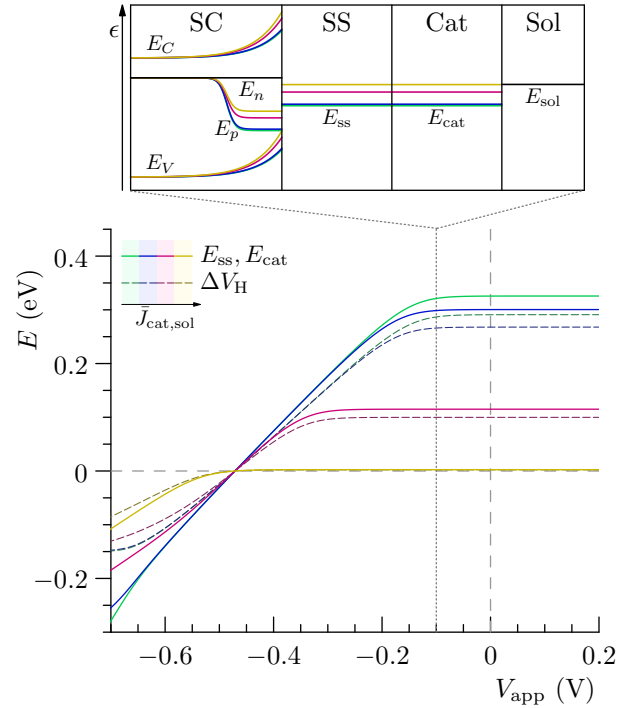 ϵ SC SS Cat Sol
E_C
E_n
E_p
E_V
E_ss E_cat E_sol
E_ss, E_cat
ΔV_H
J̄_cat,sol
E (eV)
0.4
0.2
0
−0.2
−0.6 −0.4 −0.2 0 0.2
V_app (V)